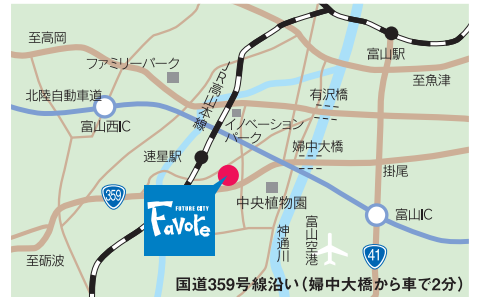 至高岡
富山駅
ファミリーパーク
至魚津
JR高山本線
有沢橋
北陸自動車道
富山西IC
イノベーション
パーク
婦中大橋
速星駅
掛尾
359
FUTURE CITY
FAVORE
中央植物園
富山IC
神通川
富山空港
41
至砺波
国道359号線沿い(婦中大橋から車で2分)